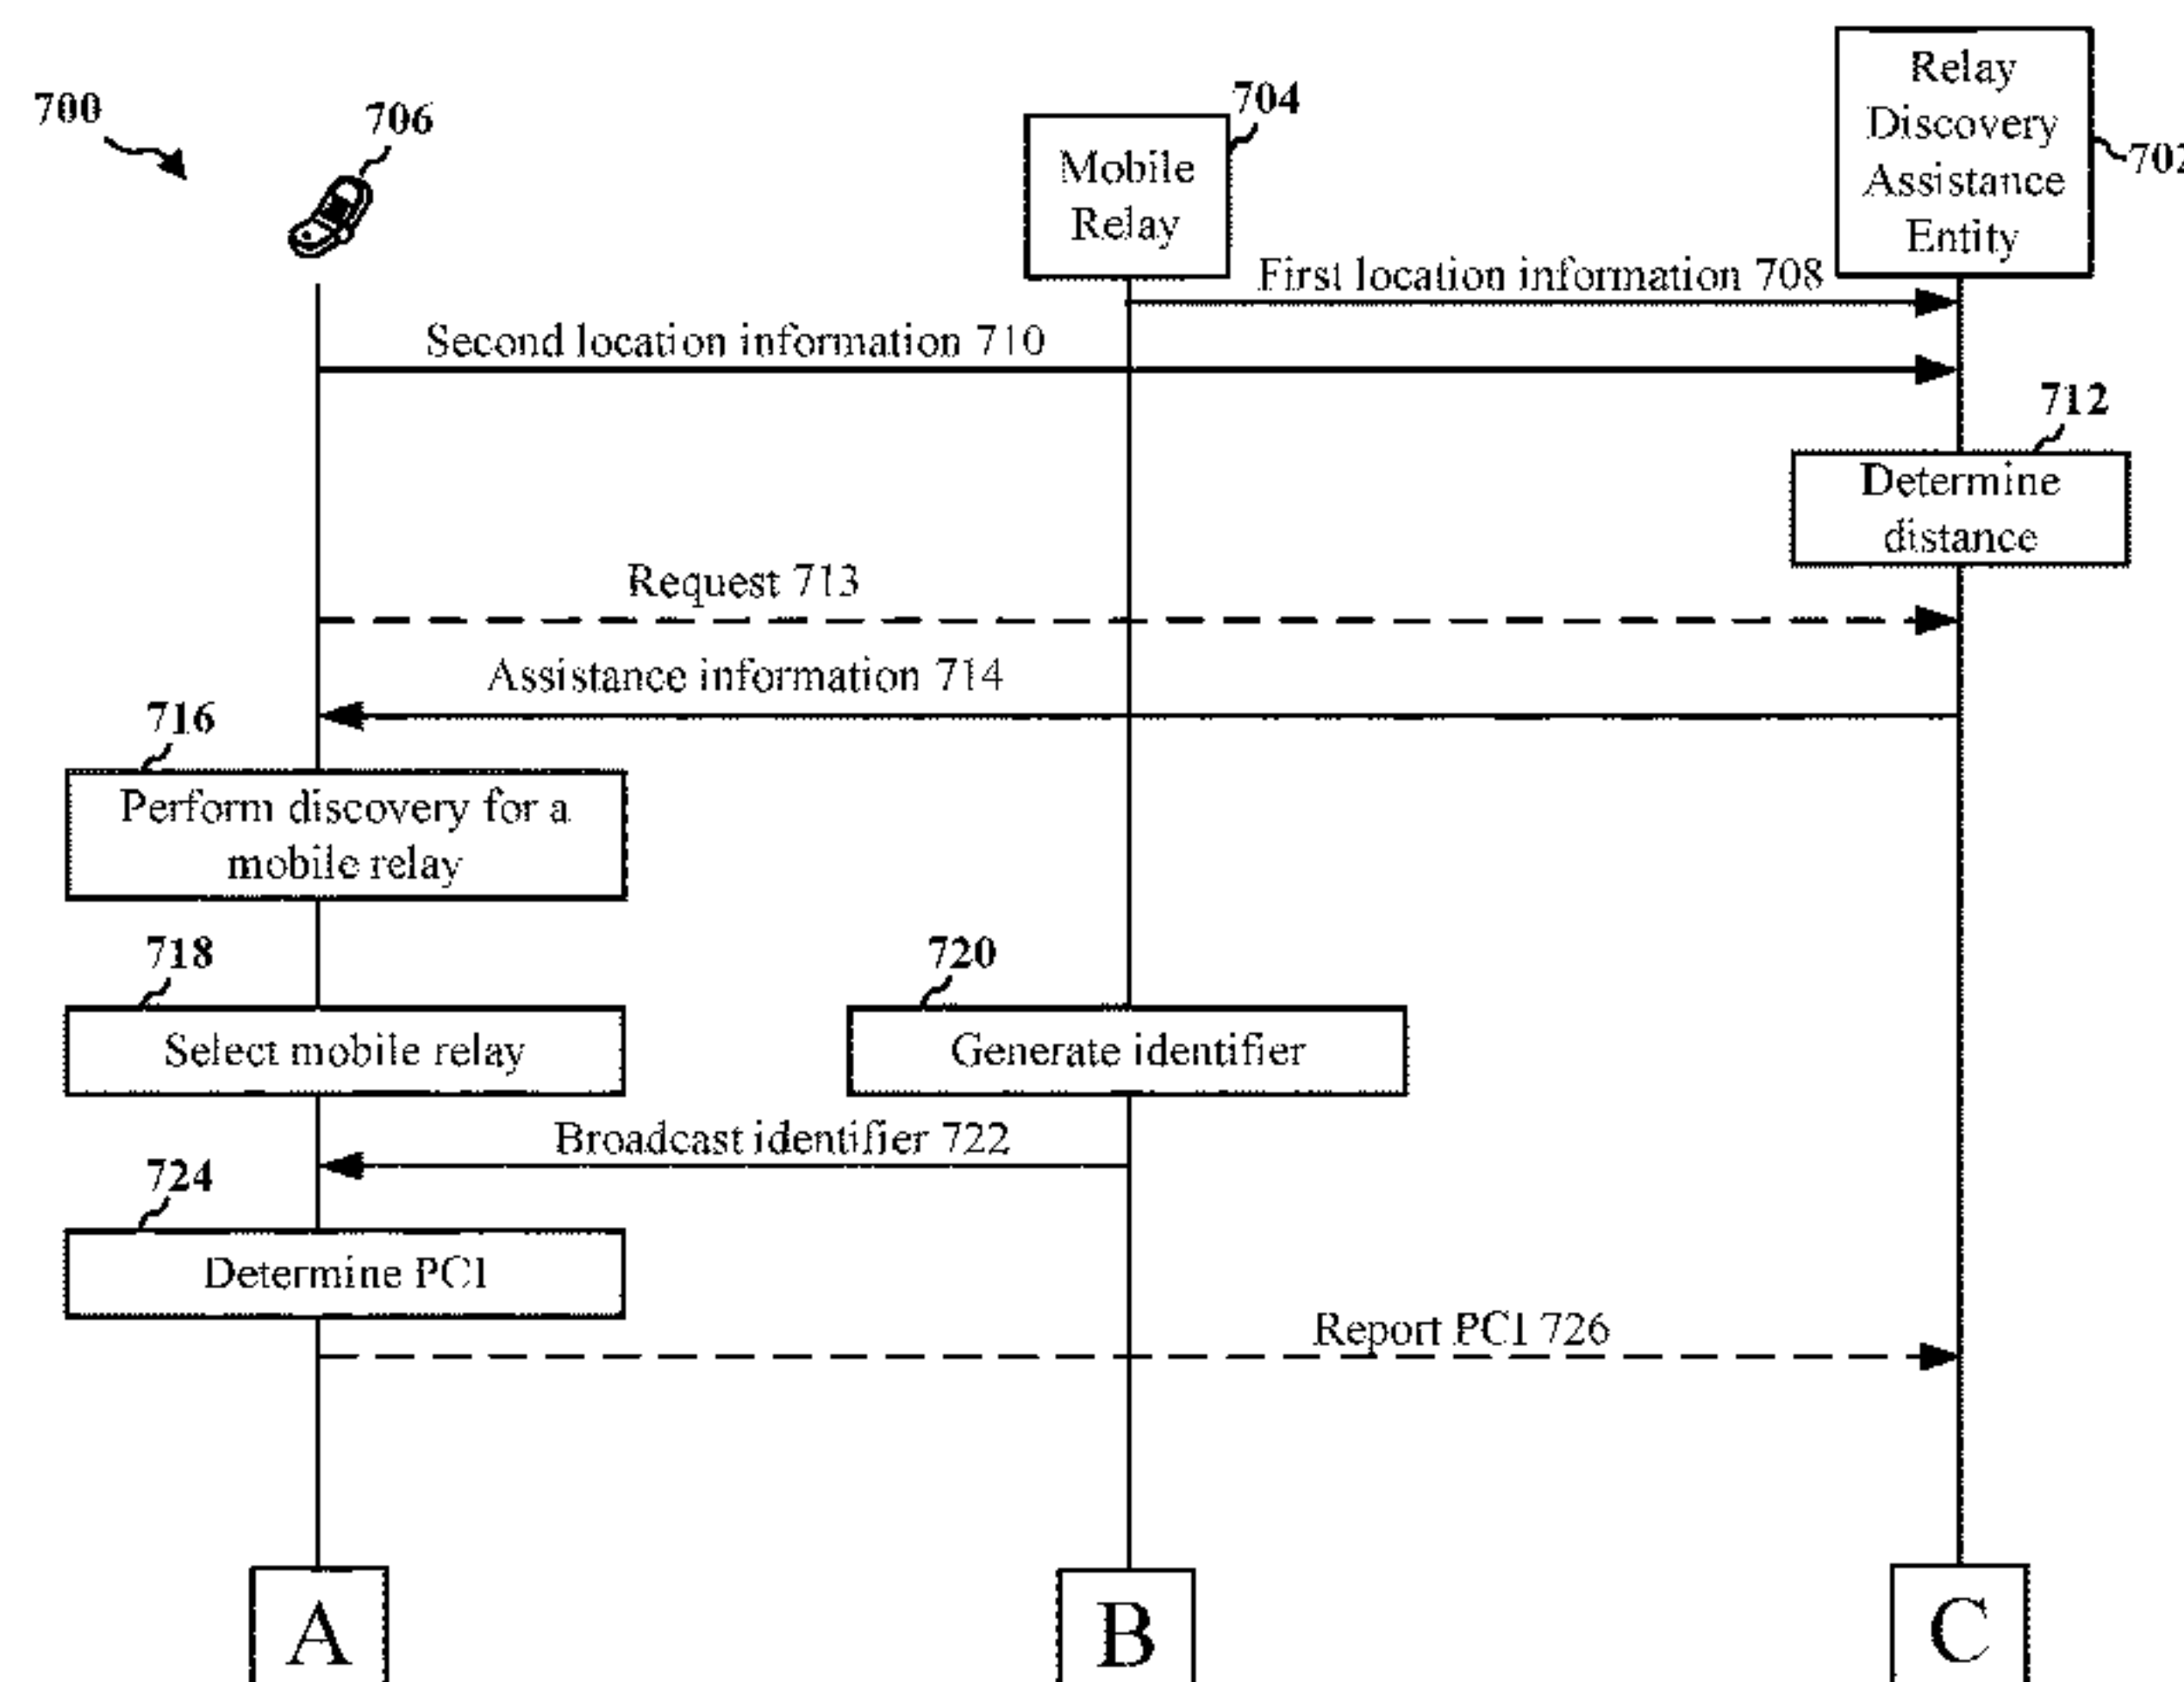 700
706
704
Mobile
Relay
Relay
Discovery
Assistance
Entity
702
First location information 708
Second location information 710
712
Determine
distance
Request 713
Assistance information 714
716
Perform discovery for a
mobile relay
718
Select mobile relay
720
Generate identifier
Broadcast identifier 722
724
Determine PCI
Report PCI 726
A
B
C